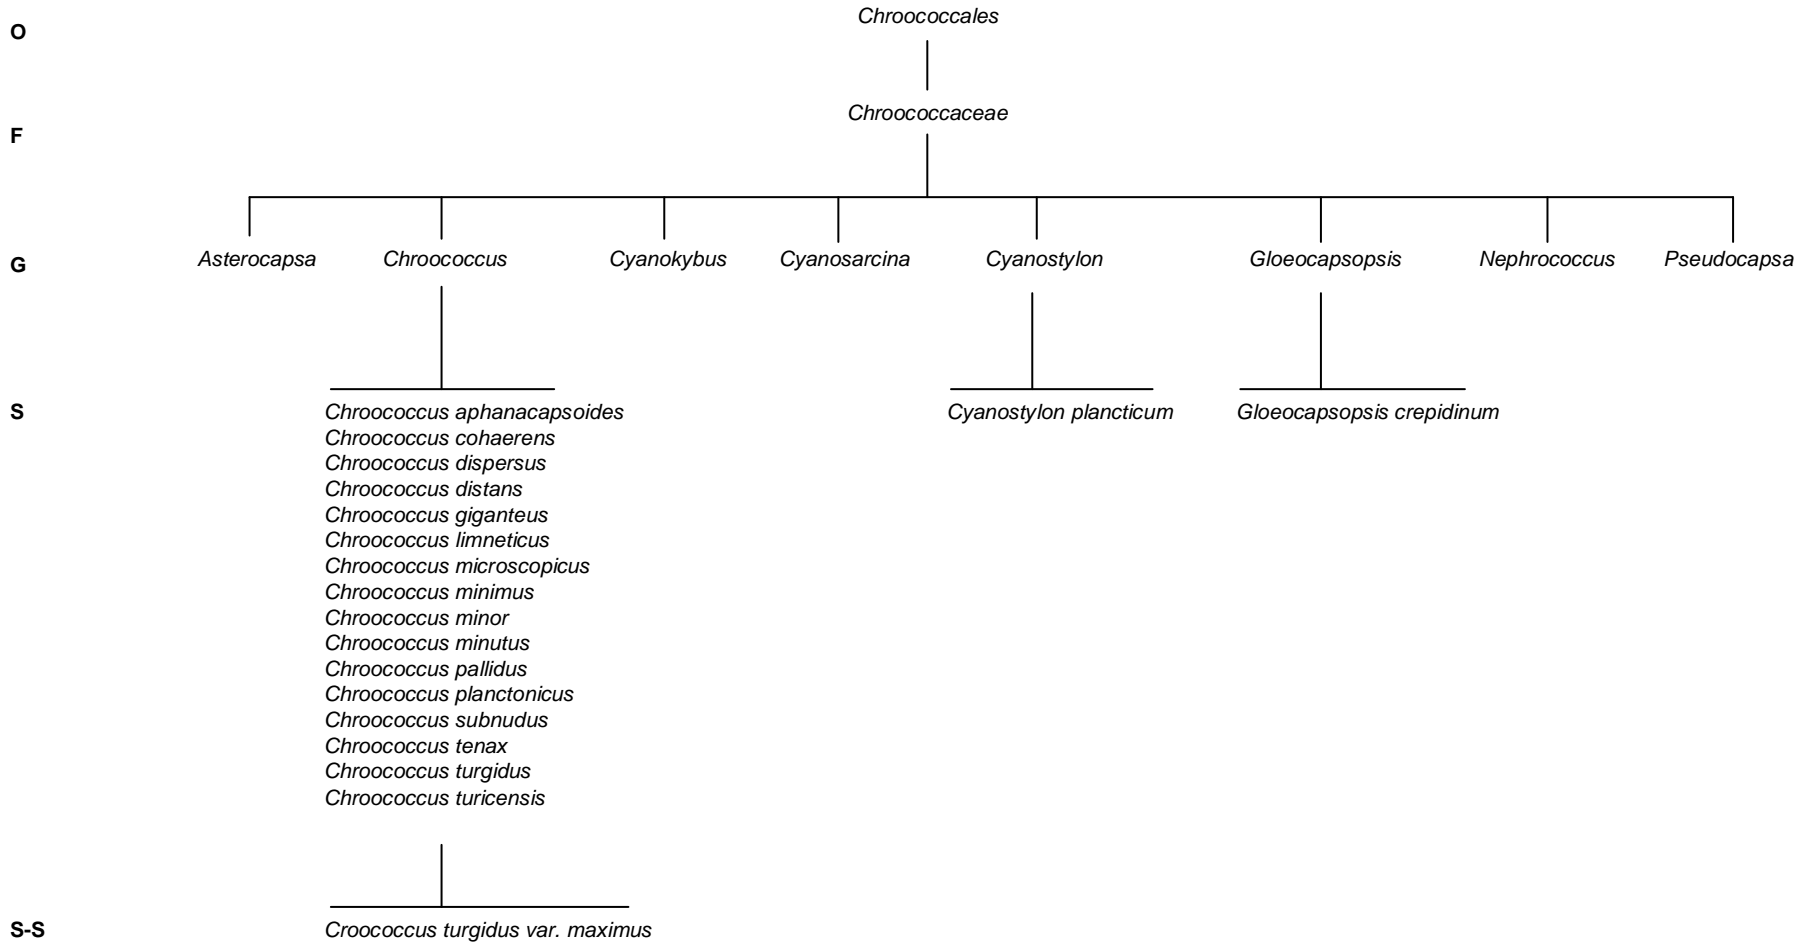 O
Chroococcales
F
Chroococcaceae
G
Asterocapsa
Chroococcus
Cyanokybus
Cyanosarcina
Cyanostylon
Gloeocapsopsis
Nephrococcus
Pseudocapsa
S
Chroococcus aphanacapsoides
Chroococcus cohaerens
Chroococcus dispersus
Chroococcus distans
Chroococcus giganteus
Chroococcus limneticus
Chroococcus microscopicus
Chroococcus minimus
Chroococcus minor
Chroococcus minutus
Chroococcus pallidus
Chroococcus planctonicus
Chroococcus subnudus
Chroococcus tenax
Chroococcus turgidus
Chroococcus turicensis
Cyanostylon plancticum
Gloeocapsopsis crepidinum
S-S
Croococcus turgidus var. maximus